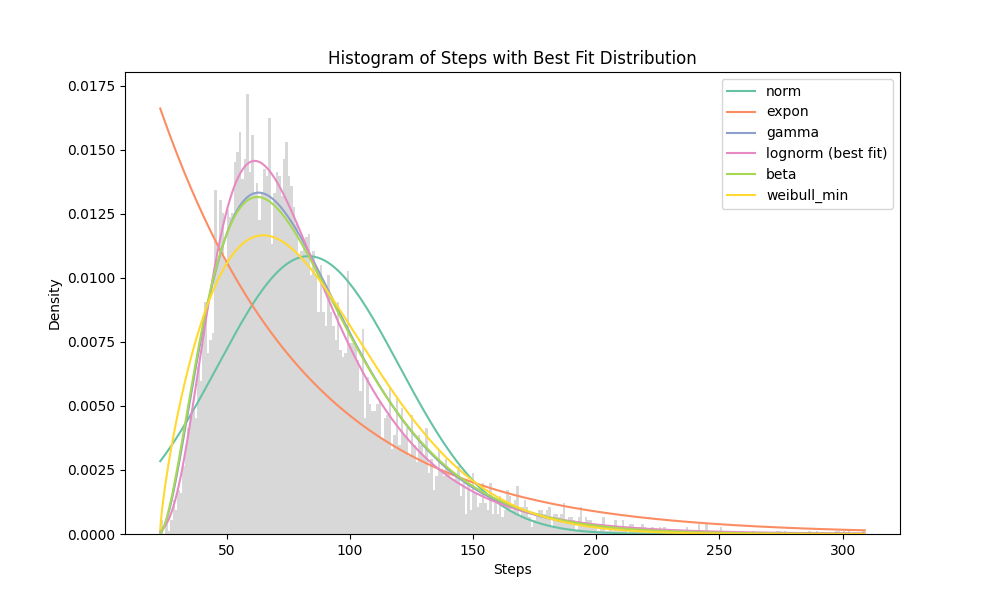 Histogram of Steps with Best Fit Distribution
0.0175
0.0150
0.0125
0.0100
0.0075
0.0050
0.0025
0.0000
Density
norm
expon
gamma
lognorm (best fit)
beta
weibull_min
50
100
150
200
250
300
Steps